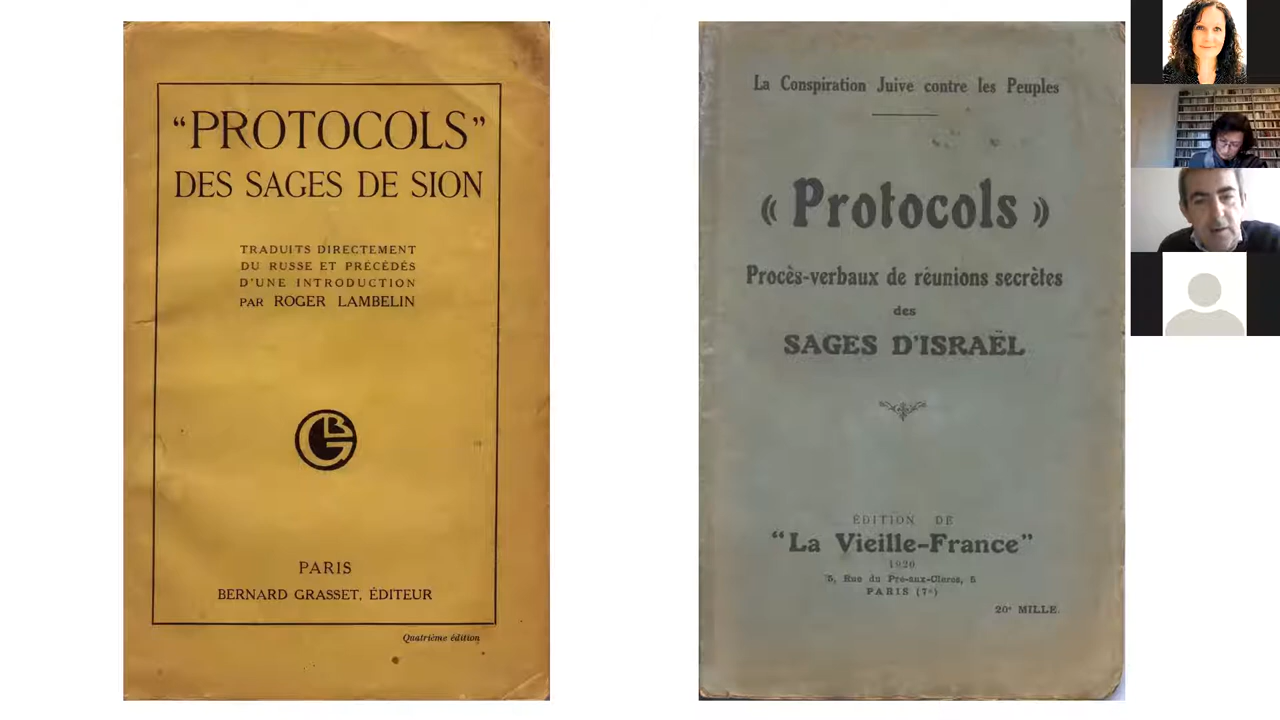 “PROTOCOLS”
DES SAGES DE SION
TRADUITS DIRECTEMENT
DU RUSSE ET PRÉCÉDÉS
D'UNE INTRODUCTION
PAR ROGER LAMBELIN
PARIS
BERNARD GRASSET, ÉDITEUR
Quatrième édition
La Conspiration Juive contre les Peuples
« Protocols »
Procès-verbaux de réunions secrètes
des
SAGES D'ISRAËL
ÉDITION DE
“La Vieille-France”
1920
5, Rue du Pré-aux-Clercs, 5
PARIS (7e)
20e MILLE.